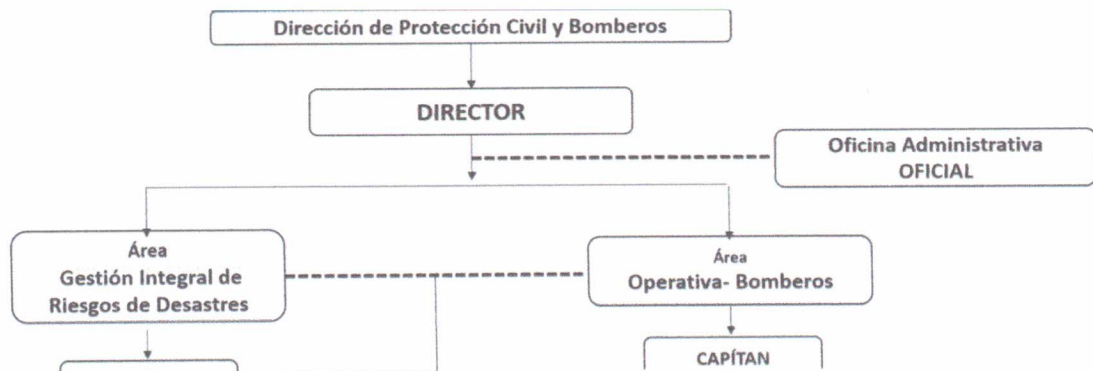 Dirección de Protección Civil y Bomberos
DIRECTOR
Oficina Administrativa
OFICIAL
Área
Gestión Integral de
Riesgos de Desastres
Área
Operativa- Bomberos
CAPÍTAN